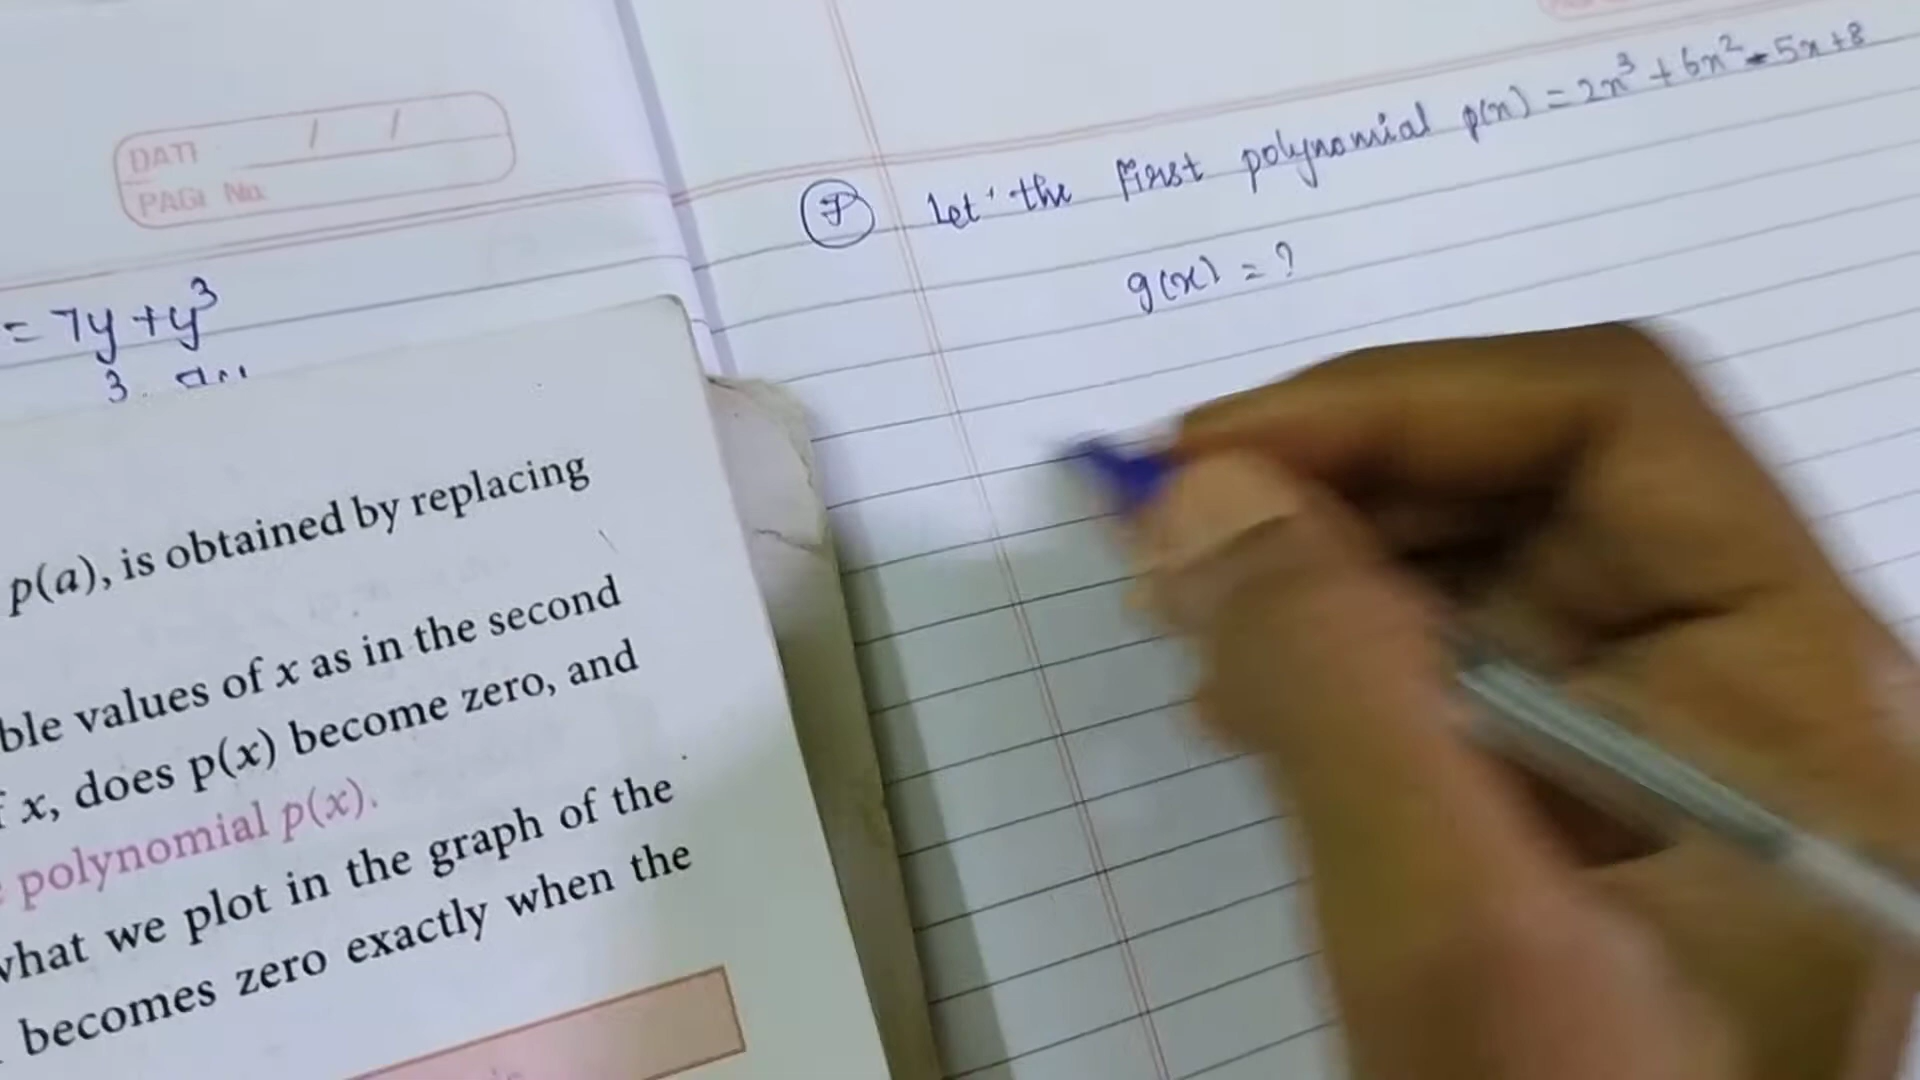 DATE / /
PAGE No.
= 7y + y³
3.
p(a), is obtained by replacing
ble values of x as in the second
f x, does p(x) become zero, and
polynomial p(x).
what we plot in the graph of the
becomes zero exactly when the
7 Let the First polynomial p(x) = 2x³ + 6x² - 5x + 8
g(x) = ?